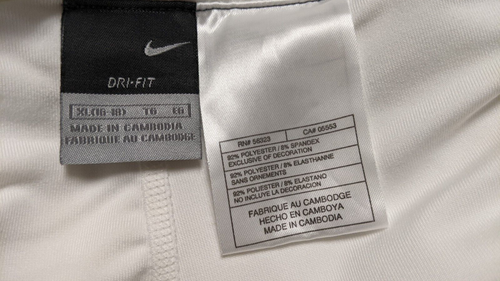 DRI-FIT
XL(16-18) TG EG
MADE IN CAMBODIA
FABRIQUE AU CAMBODGE
RN# 56323 CA# 05553
92% POLYESTER / 8% SPANDEX
EXCLUSIVE OF DECORATION
92% POLYESTER / 8% ELASTHANNE
SANS ORNEMENTS
92% POLIESTER / 8% ELASTANO
NO INCLUYE LA DECORACION
FABRIQUE AU CAMBODGE
HECHO EN CAMBOYA
MADE IN CAMBODIA